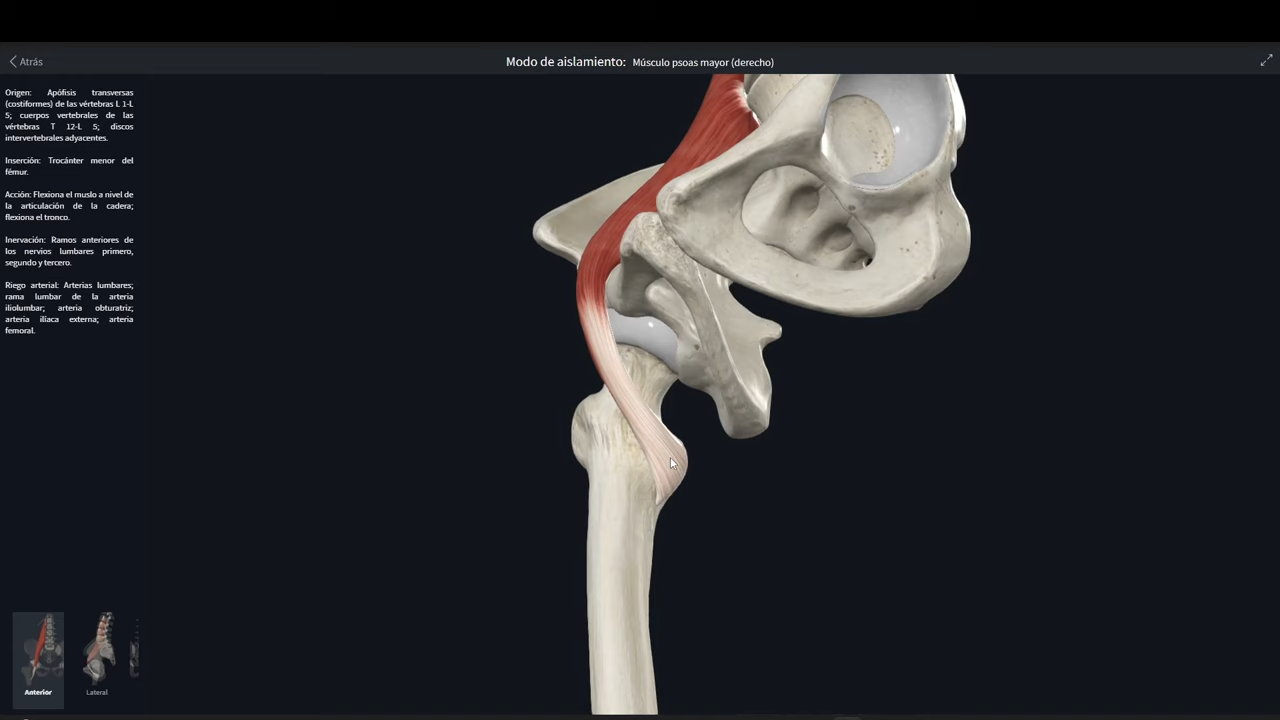 Atrás
Modo de aislamiento: Músculo psoas mayor (derecho)
Origen: Apófisis transversas
(costiformes) de las vértebras L 1-L
5; cuerpos vertebrales de las
vértebras T 12-L 5; discos
intervertebrales adyacentes.
Inserción: Trocánter menor del
fémur.
Acción: Flexiona el muslo a nivel de
la articulación de la cadera;
flexiona el tronco.
Inervación: Ramos anteriores de
los nervios lumbares primero,
segundo y tercero.
Riego arterial: Arterias lumbares;
rama lumbar de la arteria
iliolumbar; arteria obturatriz;
arteria ilíaca externa; arteria
femoral.
Anterior
Lateral